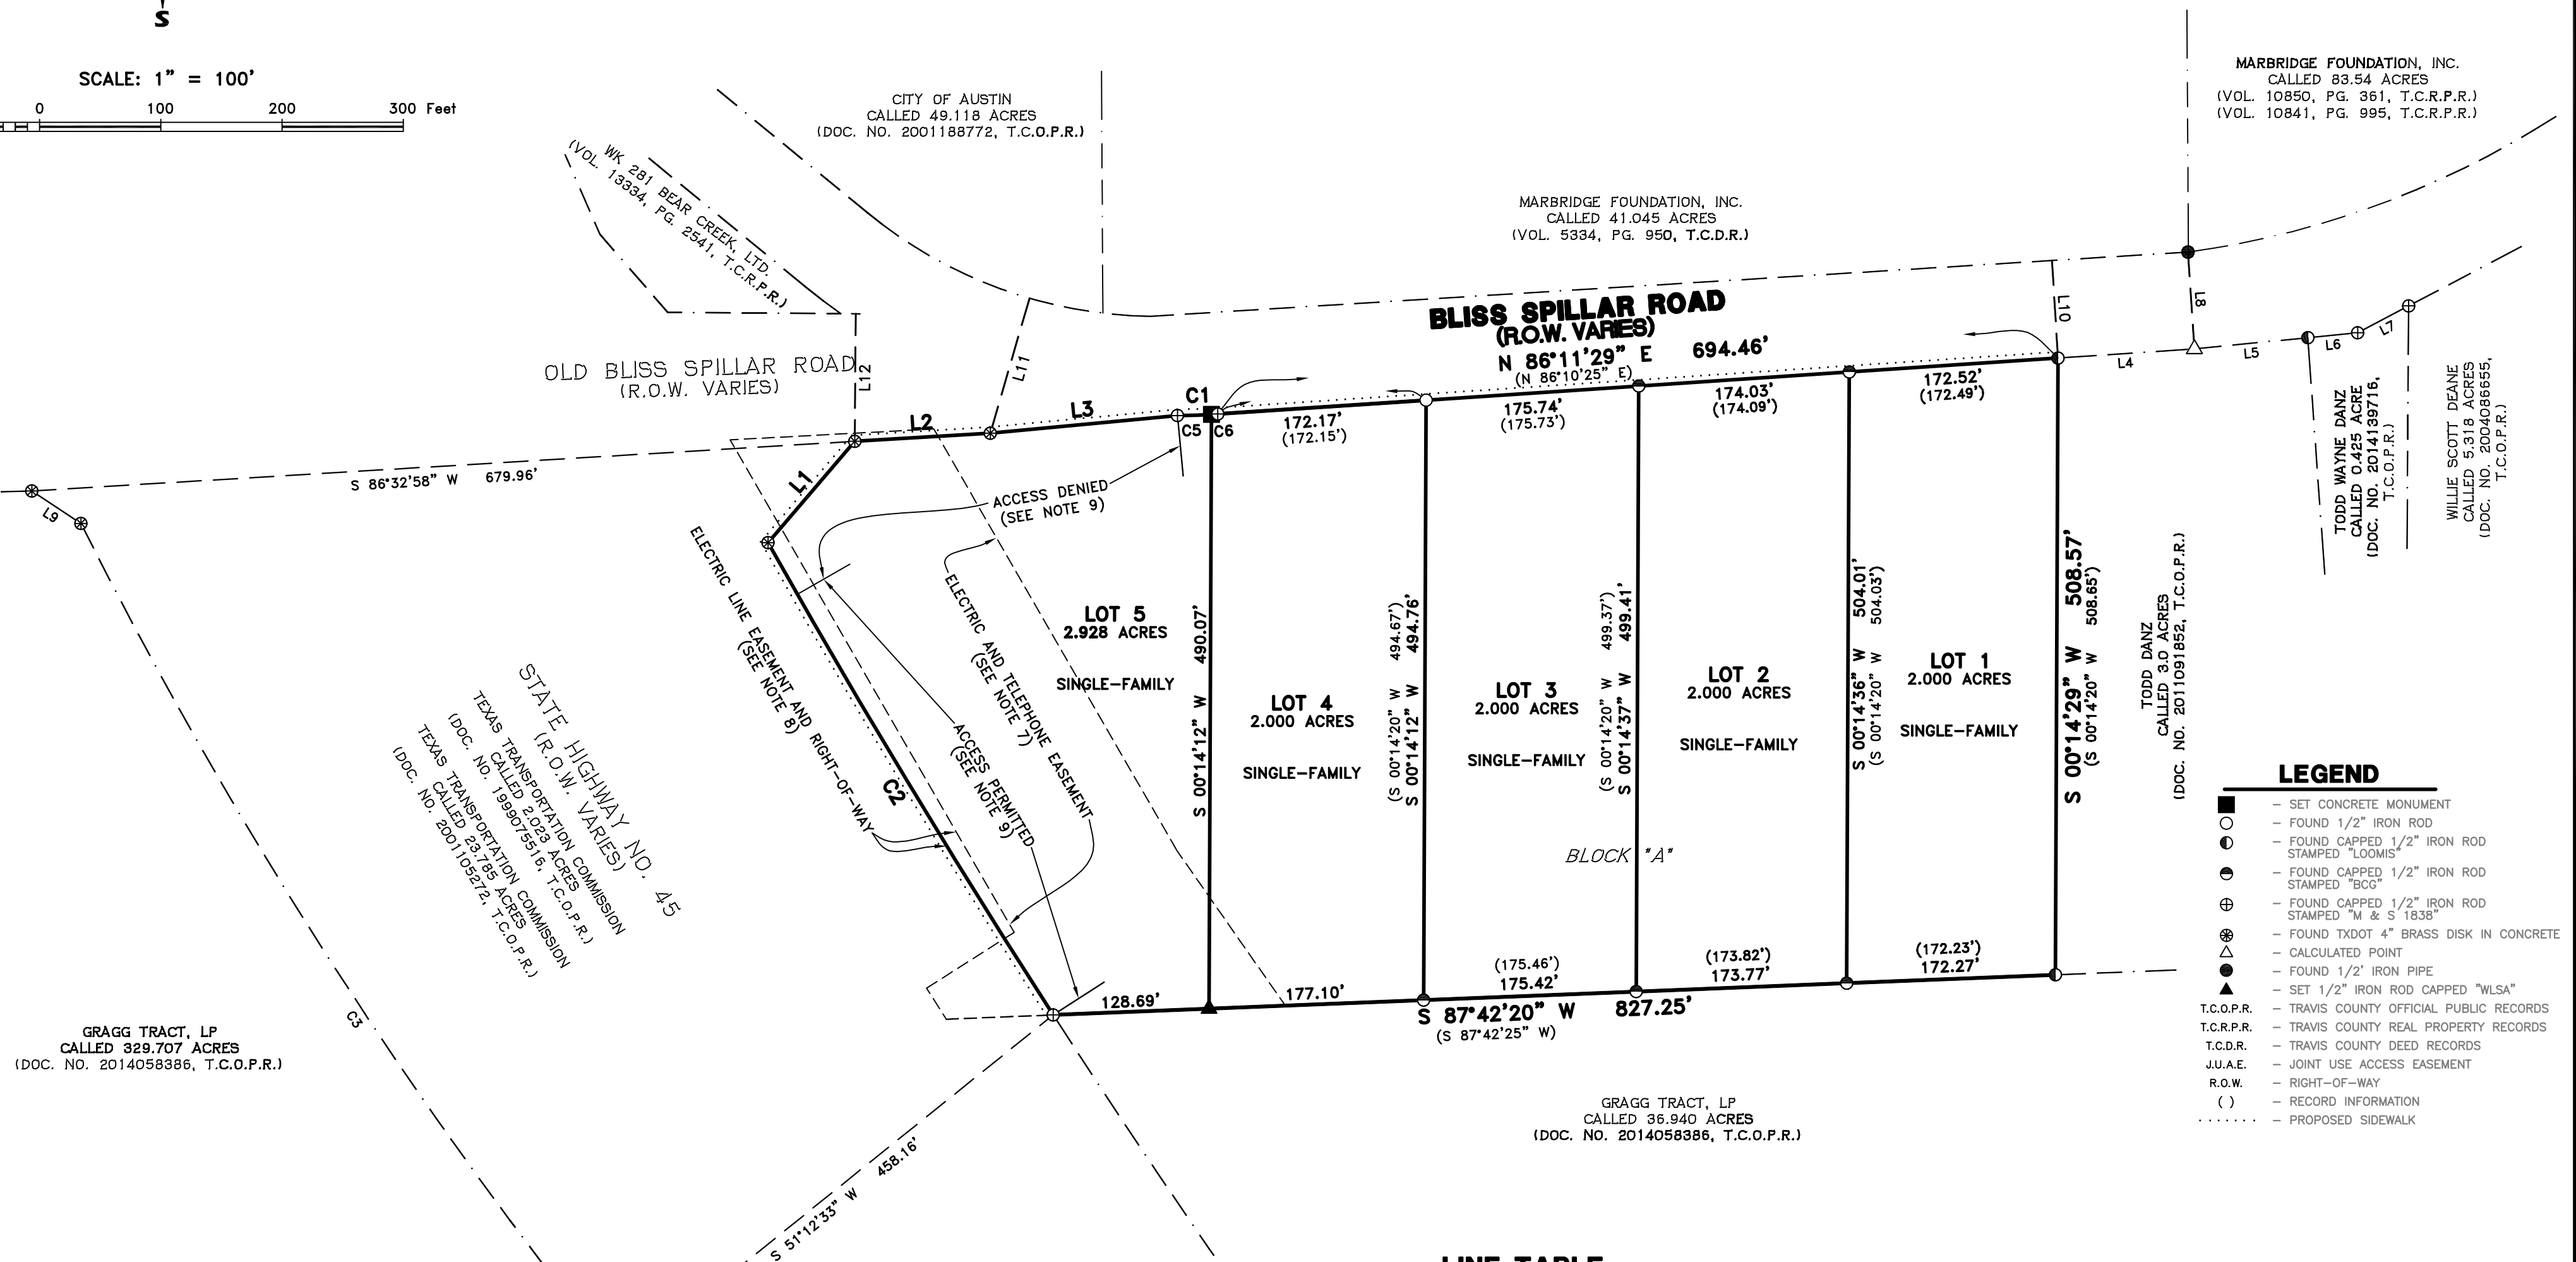 S
SCALE: 1” = 100’
0 100 200 300 Feet
CITY OF AUSTIN
CALLED 49.118 ACRES
(DOC. NO. 2001188772, T.C.O.P.R.)
WK 281 BEAR CREEK, LTD.
(VOL. 13334, PG. 2541, T.C.R.P.R.)
MARBRIDGE FOUNDATION, INC.
CALLED 41.045 ACRES
(VOL. 5334, PG. 950, T.C.D.R.)
MARBRIDGE FOUNDATION, INC.
CALLED 83.54 ACRES
(VOL. 10850, PG. 361, T.C.R.P.R.)
(VOL. 10841, PG. 995, T.C.R.P.R.)
OLD BLISS SPILLAR ROAD
(R.O.W. VARIES)
L12
L11
BLISS SPILLAR ROAD
(R.O.W. VARIES)
N 86°11’29” E 694.46’
(N 86°10’25” E)
L10
L8
L4
L5
L6
L7
L2
L3
C1
C5
C6
172.17’
(172.15’)
175.74’
(175.73’)
174.03’
(174.09’)
172.52’
(172.49’)
S 86°32’58” W 679.96’
L9
L1
ACCESS DENIED
(SEE NOTE 9)
ELECTRIC LINE EASEMENT AND RIGHT-OF-WAY
(SEE NOTE 8)
ELECTRIC AND TELEPHONE EASEMENT
(SEE NOTE 7)
ACCESS PERMITTED
(SEE NOTE 9)
C2
LOT 5
2.928 ACRES
SINGLE-FAMILY
S 00°14’12” W 490.07’
LOT 4
2.000 ACRES
SINGLE-FAMILY
(S 00°14’20” W 494.67’)
S 00°14’12” W 494.76’
LOT 3
2.000 ACRES
SINGLE-FAMILY
(S 00°14’20” W 499.37’)
S 00°14’37” W 499.41’
LOT 2
2.000 ACRES
SINGLE-FAMILY
S 00°14’36” W 504.01’
(S 00°14’20” W 504.03’)
LOT 1
2.000 ACRES
SINGLE-FAMILY
S 00°14’29” W 508.57’
(S 00°14’20” W 508.65’)
BLOCK "A"
TODD DANZ
CALLED 3.0 ACRES
(DOC. NO. 2011091852, T.C.O.P.R.)
TODD WAYNE DANZ
CALLED 0.425 ACRE
(DOC. NO. 2014139716,
T.C.O.P.R.)
WILLIE SCOTT DEANE
CALLED 5.318 ACRES
(DOC. NO. 2004086655,
T.C.O.P.R.)
STATE HIGHWAY NO. 45
(R.O.W. VARIES)
TEXAS TRANSPORTATION COMMISSION
CALLED 2.023 ACRES
(DOC. NO. 1999075516, T.C.O.P.R.)
TEXAS TRANSPORTATION COMMISSION
CALLED 23.785 ACRES
(DOC. NO. 2001105272, T.C.O.P.R.)
128.69’
177.10’
(175.46’)
175.42’
(173.82’)
173.77’
(172.23’)
172.27’
S 87°42’20” W 827.25’
(S 87°42’25” W)
C3
GRAGG TRACT, LP
CALLED 329.707 ACRES
(DOC. NO. 2014058386, T.C.O.P.R.)
S 51°12’33” W 458.16’
GRAGG TRACT, LP
CALLED 36.940 ACRES
(DOC. NO. 2014058386, T.C.O.P.R.)
LEGEND
– SET CONCRETE MONUMENT
– FOUND 1/2” IRON ROD
– FOUND CAPPED 1/2” IRON ROD
STAMPED "LOOMIS"
– FOUND CAPPED 1/2” IRON ROD
STAMPED "BCG"
– FOUND CAPPED 1/2” IRON ROD
STAMPED "M & S 1838"
– FOUND TXDOT 4” BRASS DISK IN CONCRETE
– CALCULATED POINT
– FOUND 1/2’ IRON PIPE
– SET 1/2” IRON ROD CAPPED "WLSA"
T.C.O.P.R. – TRAVIS COUNTY OFFICIAL PUBLIC RECORDS
T.C.R.P.R. – TRAVIS COUNTY REAL PROPERTY RECORDS
T.C.D.R. – TRAVIS COUNTY DEED RECORDS
J.U.A.E. – JOINT USE ACCESS EASEMENT
R.O.W. – RIGHT-OF-WAY
( ) – RECORD INFORMATION
. . . . . . . – PROPOSED SIDEWALK
LINE TABLE